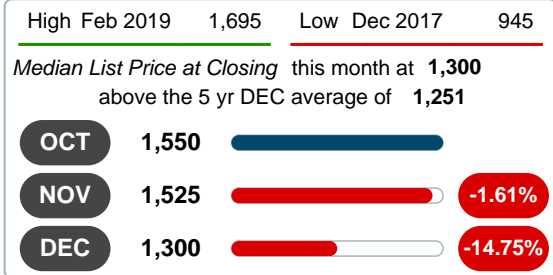 High Feb 2019 1,695 Low Dec 2017 945
Median List Price at Closing this month at 1,300
above the 5 yr DEC average of 1,251
OCT 1,550
NOV 1,525 -1.61%
DEC 1,300 -14.75%